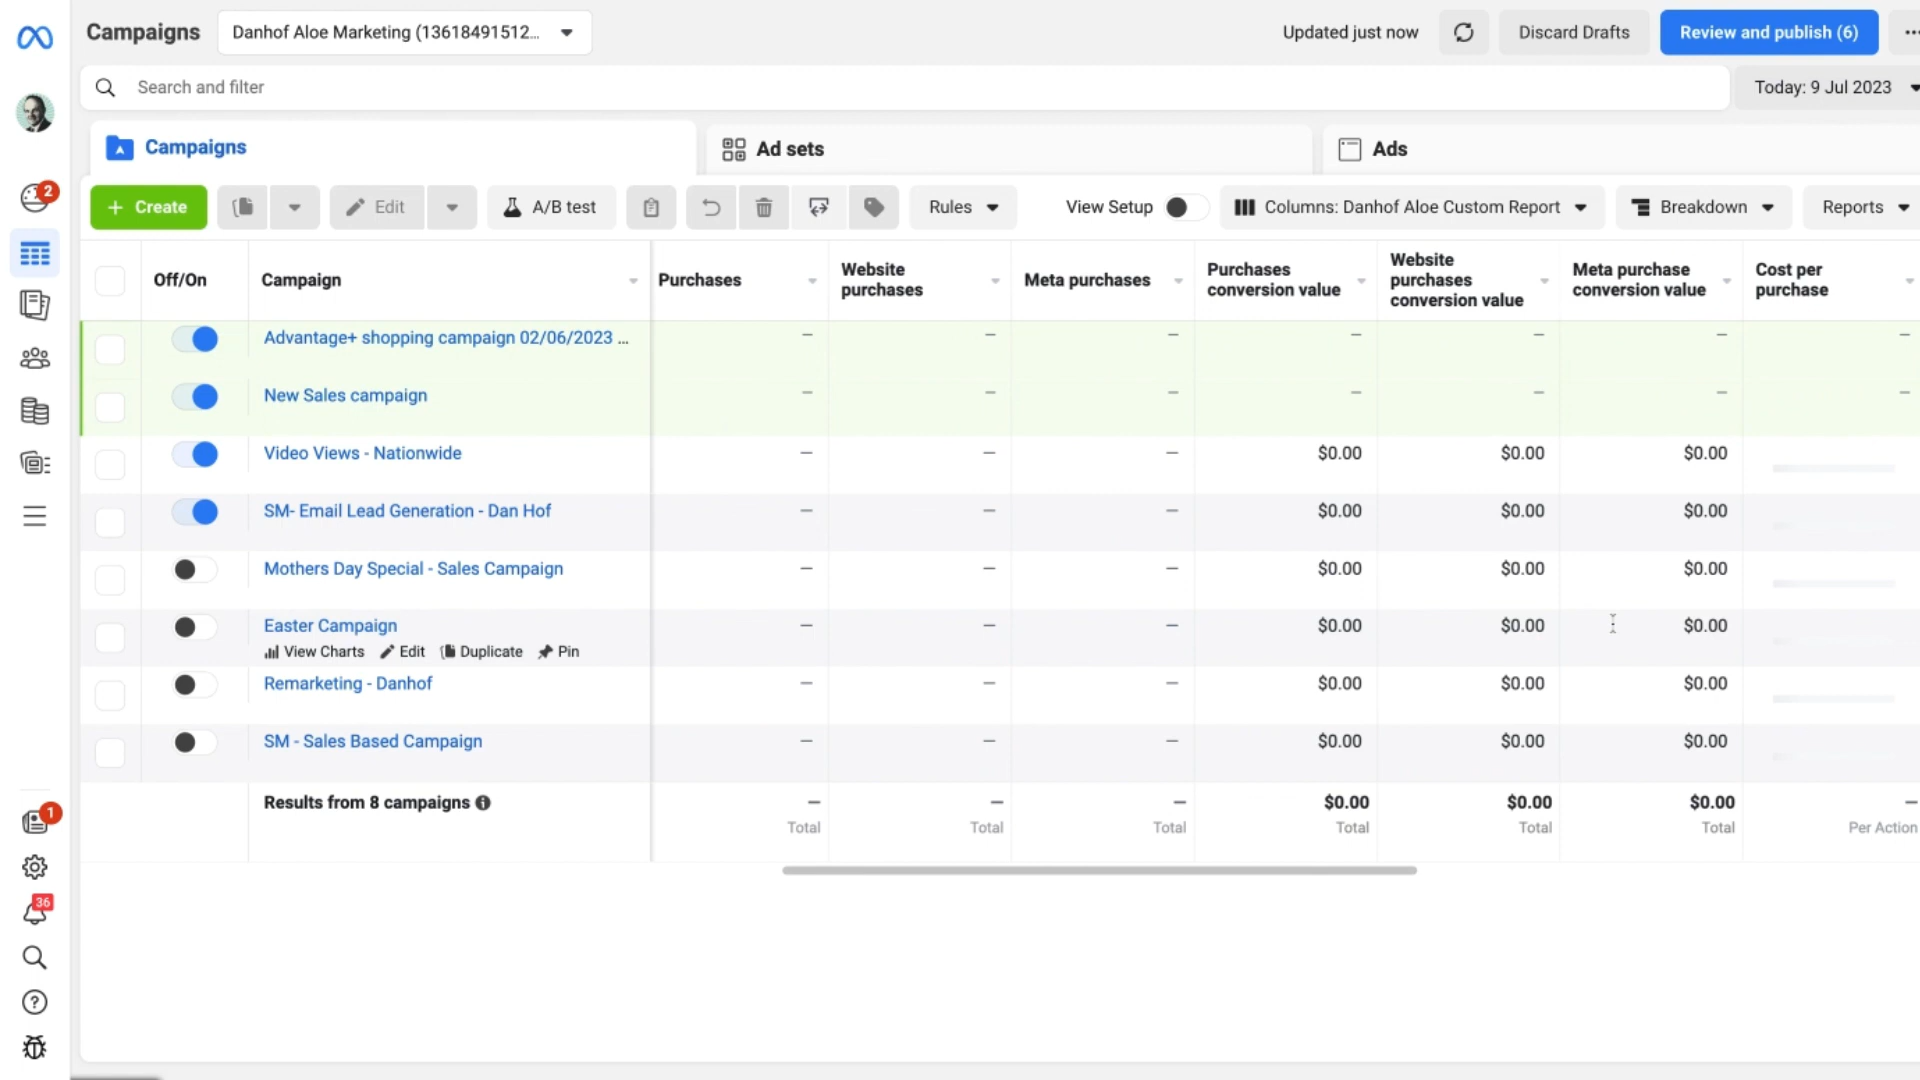 Campaigns
Danhof Aloe Marketing (13618491512...
Updated just now
Discard Drafts
Review and publish (6)
Search and filter
Today: 9 Jul 2023
2
Campaigns
Ad sets
Ads
+ Create
Edit
A/B test
Rules
View Setup
Columns: Danhof Aloe Custom Report
Breakdown
Reports
Off/On
Campaign
Purchases
Website
purchases
Meta purchases
Purchases
conversion value
Website
purchases
conversion value
Meta purchase
conversion value
Cost per
purchase
Advantage+ shopping campaign 02/06/2023 ...
— — — — — — —
New Sales campaign
— — — — — — —
Video Views - Nationwide
— — — $0.00 $0.00 $0.00
SM- Email Lead Generation - Dan Hof
— — — $0.00 $0.00 $0.00
Mothers Day Special - Sales Campaign
— — — $0.00 $0.00 $0.00
Easter Campaign
— — — $0.00 $0.00 $0.00
View Charts Edit Duplicate Pin
Remarketing - Danhof
— — — $0.00 $0.00 $0.00
SM - Sales Based Campaign
— — — $0.00 $0.00 $0.00
Results from 8 campaigns
— — — $0.00 $0.00 $0.00 —
Total Total Total Total Total Total Per Action
1
36